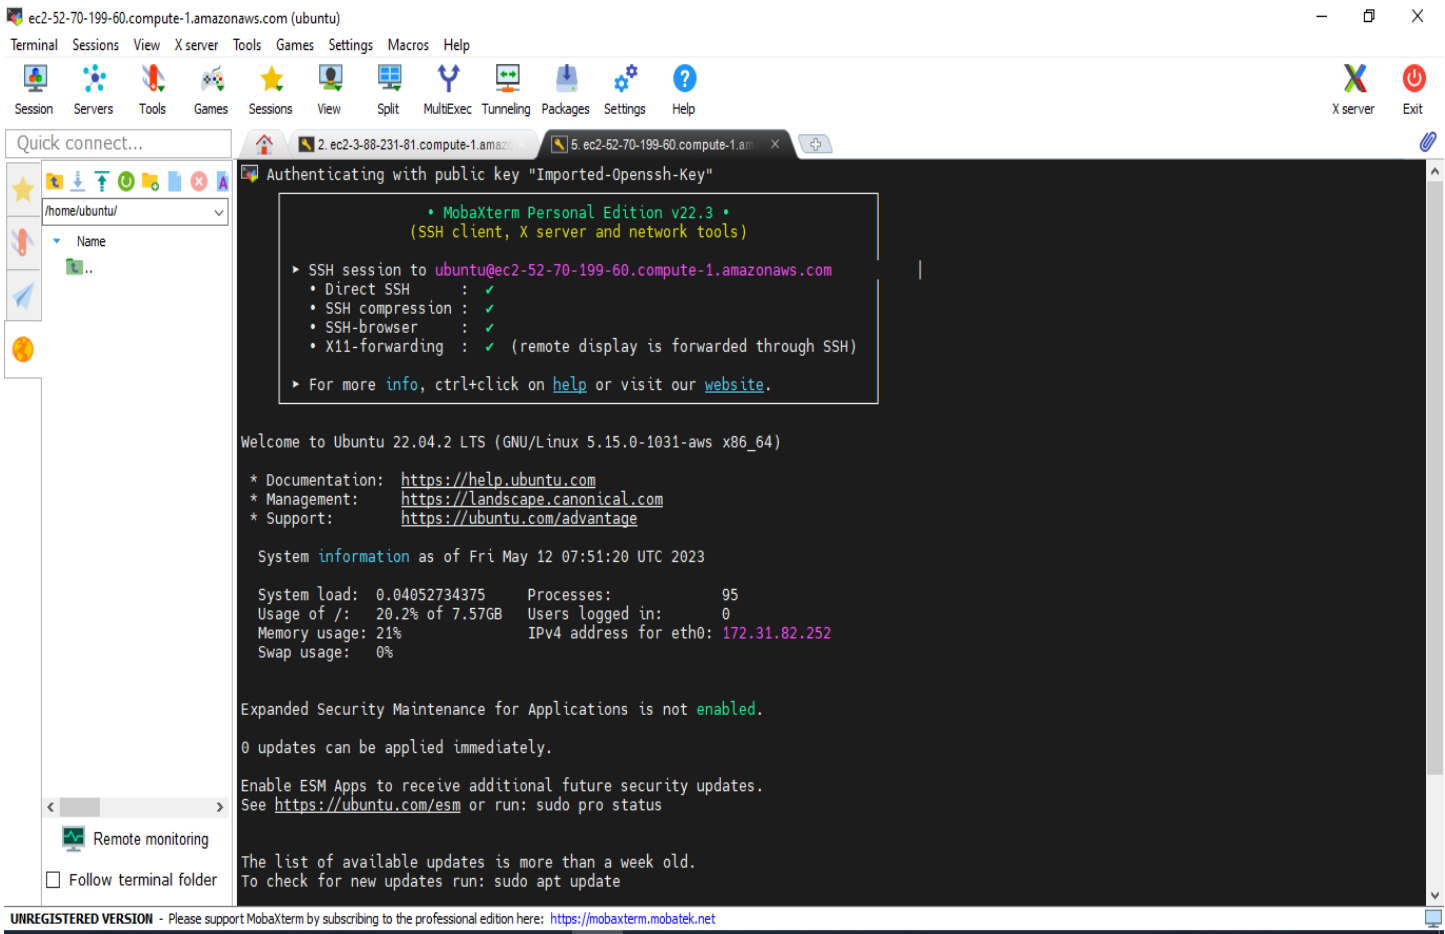 ec2-52-70-199-60.compute-1.amazonaws.com (ubuntu)
Terminal Sessions View X server Tools Games Settings Macros Help
Session Servers Tools Games Sessions View Split MultiExec Tunneling Packages Settings Help X server Exit
Quick connect...
2. ec2-3-88-231-81.compute-1.amazo
5. ec2-52-70-199-60.compute-1.am
/home/ubuntu/
Name
..
Authenticating with public key "Imported-Openssh-Key"
• MobaXterm Personal Edition v22.3 •
(SSH client, X server and network tools)
► SSH session to ubuntu@ec2-52-70-199-60.compute-1.amazonaws.com
• Direct SSH : ✔
• SSH compression : ✔
• SSH-browser : ✔
• X11-forwarding : ✔ (remote display is forwarded through SSH)
► For more info, ctrl+click on help or visit our website.
Welcome to Ubuntu 22.04.2 LTS (GNU/Linux 5.15.0-1031-aws x86_64)
* Documentation: https://help.ubuntu.com
* Management: https://landscape.canonical.com
* Support: https://ubuntu.com/advantage
System information as of Fri May 12 07:51:20 UTC 2023
System load: 0.04052734375 Processes: 95
Usage of /: 20.2% of 7.57GB Users logged in: 0
Memory usage: 21% IPv4 address for eth0: 172.31.82.252
Swap usage: 0%
Expanded Security Maintenance for Applications is not enabled.
0 updates can be applied immediately.
Enable ESM Apps to receive additional future security updates.
See https://ubuntu.com/esm or run: sudo pro status
The list of available updates is more than a week old.
To check for new updates run: sudo apt update
Remote monitoring
Follow terminal folder
UNREGISTERED VERSION - Please support MobaXterm by subscribing to the professional edition here: https://mobaxterm.mobatek.net